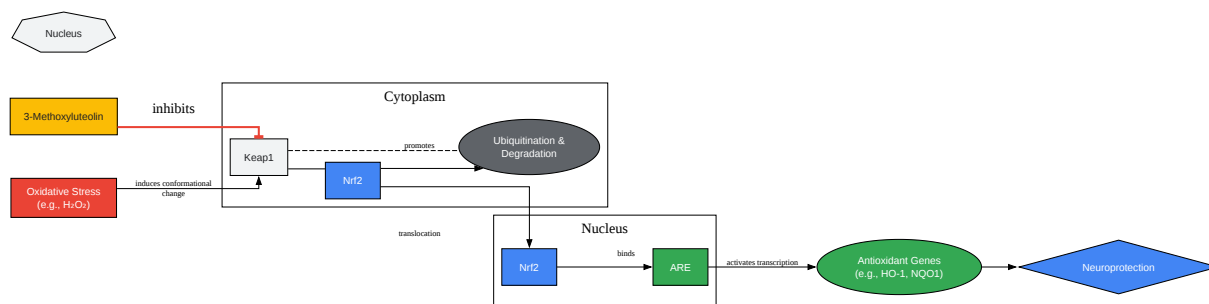 Nucleus
3-Methoxyluteolin
inhibits
Cytoplasm
Keap1
promotes
Ubiquitination &
Degradation
Nrf2
Oxidative Stress
(e.g., H₂O₂)
induces conformational
change
translocation
Nucleus
Nrf2
binds
ARE
activates transcription
Antioxidant Genes
(e.g., HO-1, NQO1)
Neuroprotection